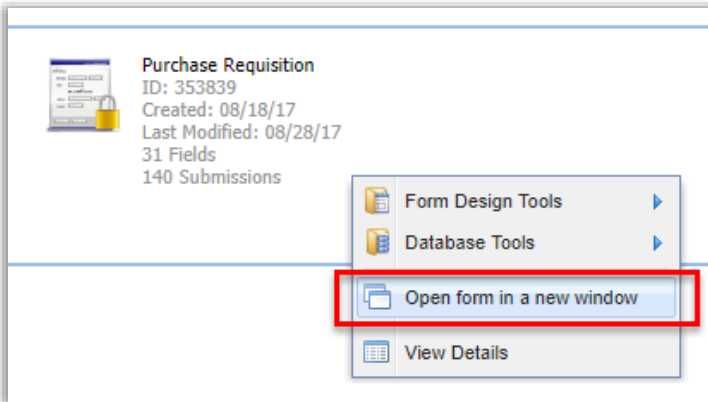 Purchase Requisition
ID: 353839
Created: 08/18/17
Last Modified: 08/28/17
31 Fields
140 Submissions
Form Design Tools
Database Tools
Open form in a new window
View Details